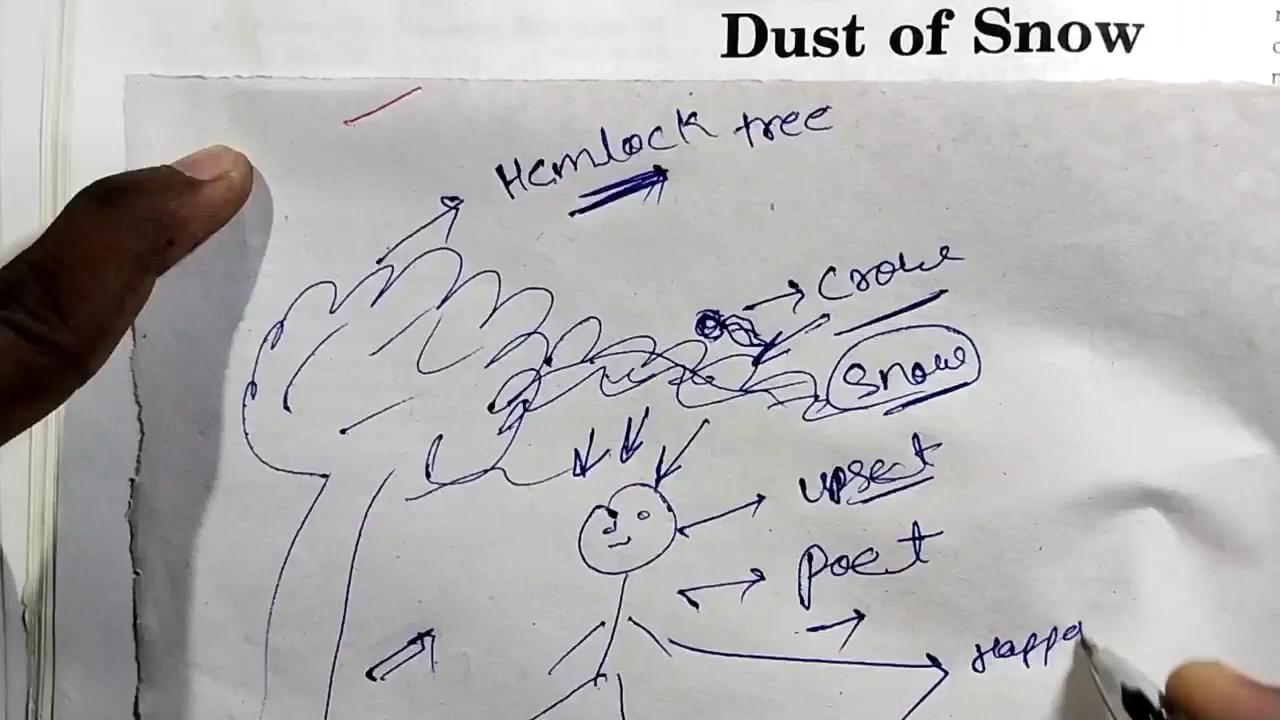 Dust of Snow
Hemlock tree
Crow
Snow
upset
poet
Happ